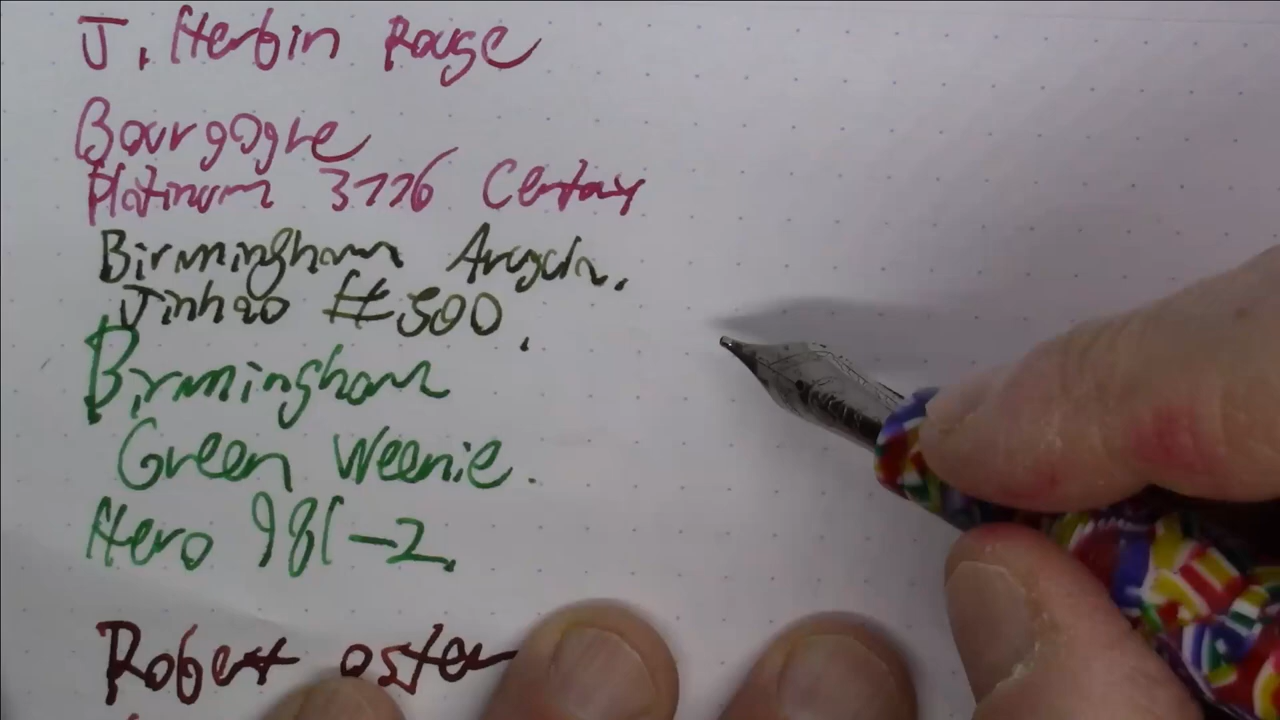 J. Herbin Rouge
Bourgogne
Platinum 3776 Century
Birmingham
Jinhao #500.
Birmingham
Green Weenie.
Hero 981-2.
Robert Oster